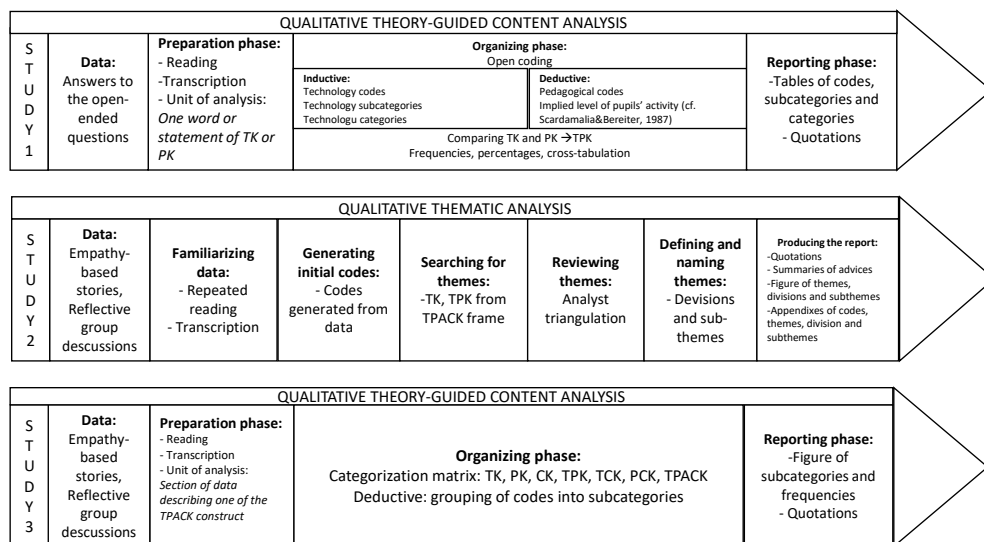 QUALITATIVE THEORY-GUIDED CONTENT ANALYSIS
S
T
U
D
Y
1
Data:
Answers to
the open-
ended
questions
Preparation phase:
- Reading
-Transcription
- Unit of analysis:
One word or
statement of TK or
PK
Organizing phase:
Open coding
Inductive:
Technology codes
Technology subcategories
Technologu categories
Deductive:
Pedagogical codes
Implied level of pupils' activity (cf.
Scardamalia&Bereiter, 1987)
Comparing TK and PK →TPK
Frequencies, percentages, cross-tabulation
Reporting phase:
-Tables of codes,
subcategories and
categories
- Quotations
QUALITATIVE THEMATIC ANALYSIS
S
T
U
D
Y
2
Data:
Empathy-
based
stories,
Reflective
group
descussions
Familiarizing
data:
- Repeated
reading
- Transcription
Generating
initial codes:
- Codes
generated from
data
Searching for
themes:
-TK, TPK from
TPACK frame
Reviewing
themes:
Analyst
triangulation
Defining and
naming
themes:
- Devisions
and sub-
themes
Producing the report:
-Quotations
- Summaries of advices
-Figure of themes,
divisions and subthemes
-Appendixes of codes,
themes, division and
subthemes
QUALITATIVE THEORY-GUIDED CONTENT ANALYSIS
S
T
U
D
Y
3
Data:
Empathy-
based
stories,
Reflective
group
descussions
Preparation phase:
- Reading
- Transcription
- Unit of analysis:
Section of data
describing one of the
TPACK construct
Organizing phase:
Categorization matrix: TK, PK, CK, TPK, TCK, PCK, TPACK
Deductive: grouping of codes into subcategories
Reporting phase:
-Figure of
subcategories and
frequencies
- Quotations